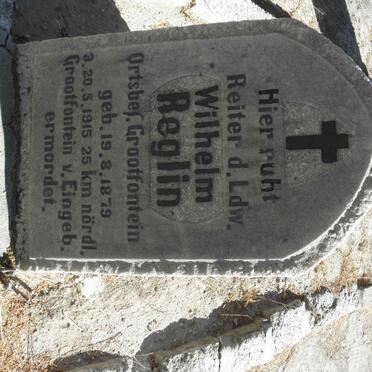 Hier ruht
Reiter d. Ldw.
Wilhelm
Reglin
Ortsbef. Grootfontein
geb. 19.8.1879
3. 20.5.1915 25 km nördl.
Grootfontein v. Eingeb.
ermordet.